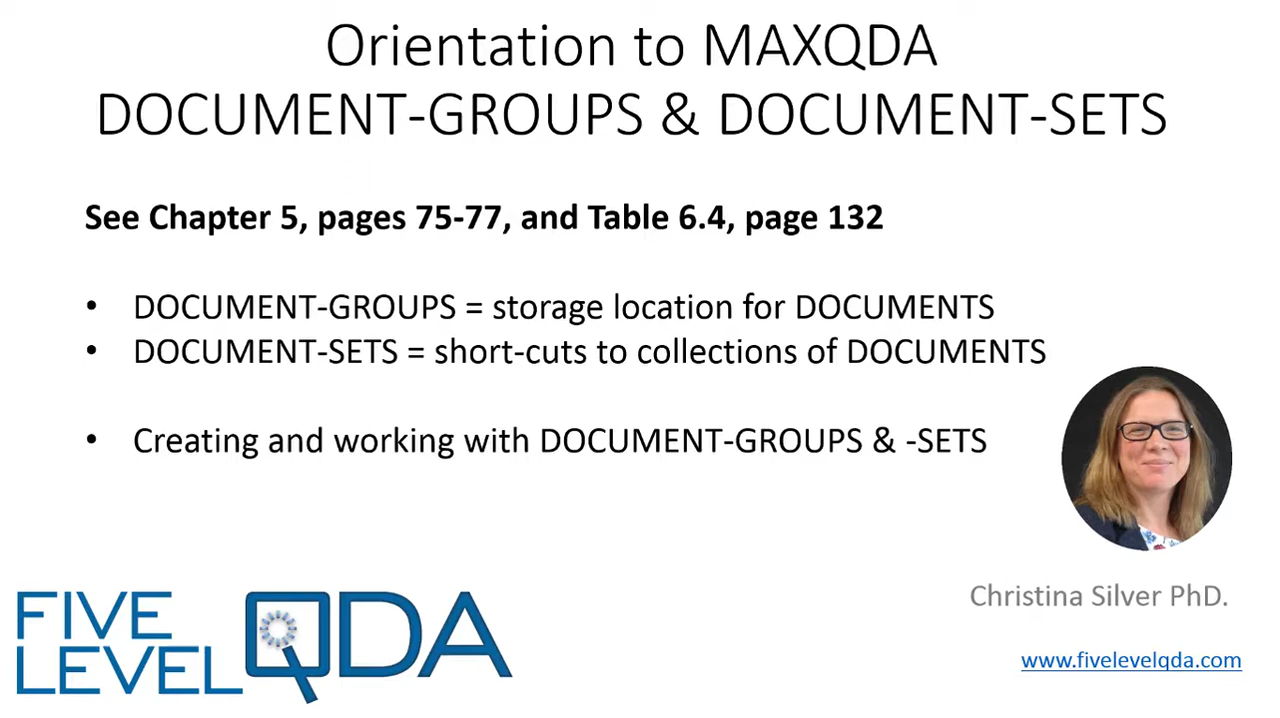 Orientation to MAXQDA
DOCUMENT-GROUPS & DOCUMENT-SETS
See Chapter 5, pages 75-77, and Table 6.4, page 132
• DOCUMENT-GROUPS = storage location for DOCUMENTS
• DOCUMENT-SETS = short-cuts to collections of DOCUMENTS
• Creating and working with DOCUMENT-GROUPS & -SETS
Christina Silver PhD.
www.fivelevelqda.com
FIVE
LEVEL
QDA